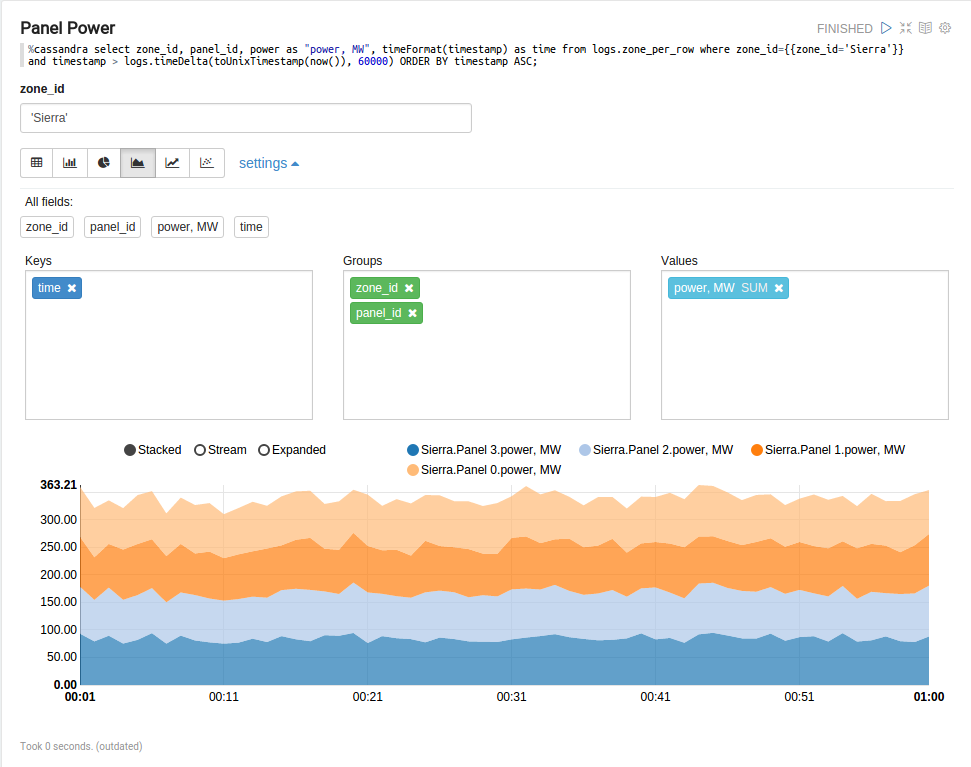 Panel Power
FINISHED
%cassandra select zone_id, panel_id, power as "power, MW", timeFormat(timestamp) as time from logs.zone_per_row where zone_id={{zone_id='Sierra'}}
and timestamp > logs.timeDelta(toUnixTimestamp(now()), 60000) ORDER BY timestamp ASC;
zone_id
'Sierra'
settings
All fields:
zone_id panel_id power, MW time
Keys Groups Values
time zone_id power, MW SUM
panel_id
Stacked Stream Expanded Sierra.Panel 3.power, MW Sierra.Panel 2.power, MW Sierra.Panel 1.power, MW
Sierra.Panel 0.power, MW
363.21
300.00
250.00
200.00
150.00
100.00
50.00
0.00
00:01 00:11 00:21 00:31 00:41 00:51 01:00
Took 0 seconds. (outdated)